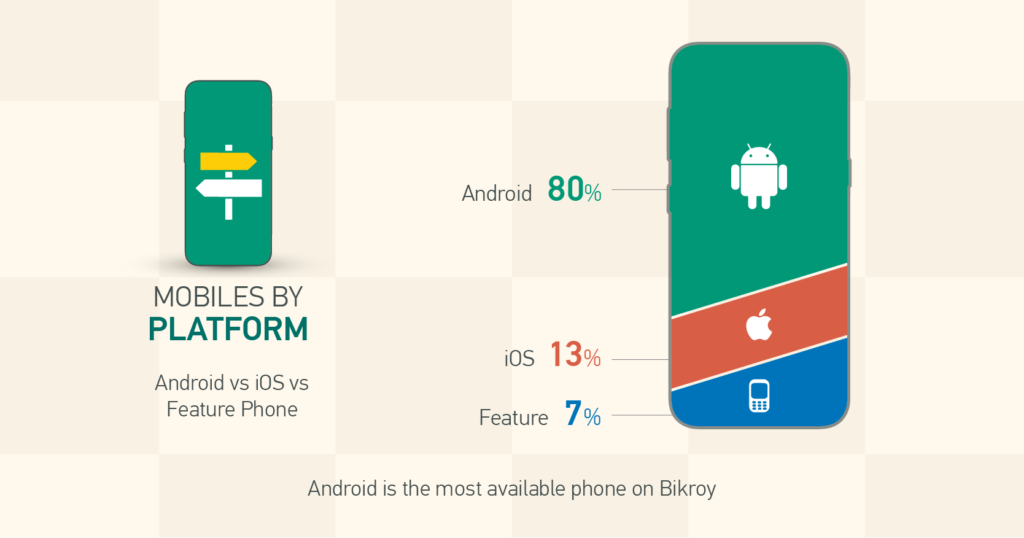 MOBILES BY
PLATFORM
Android vs iOS vs
Feature Phone
Android 80%
iOS 13%
Feature 7%
Android is the most available phone on Bikroy